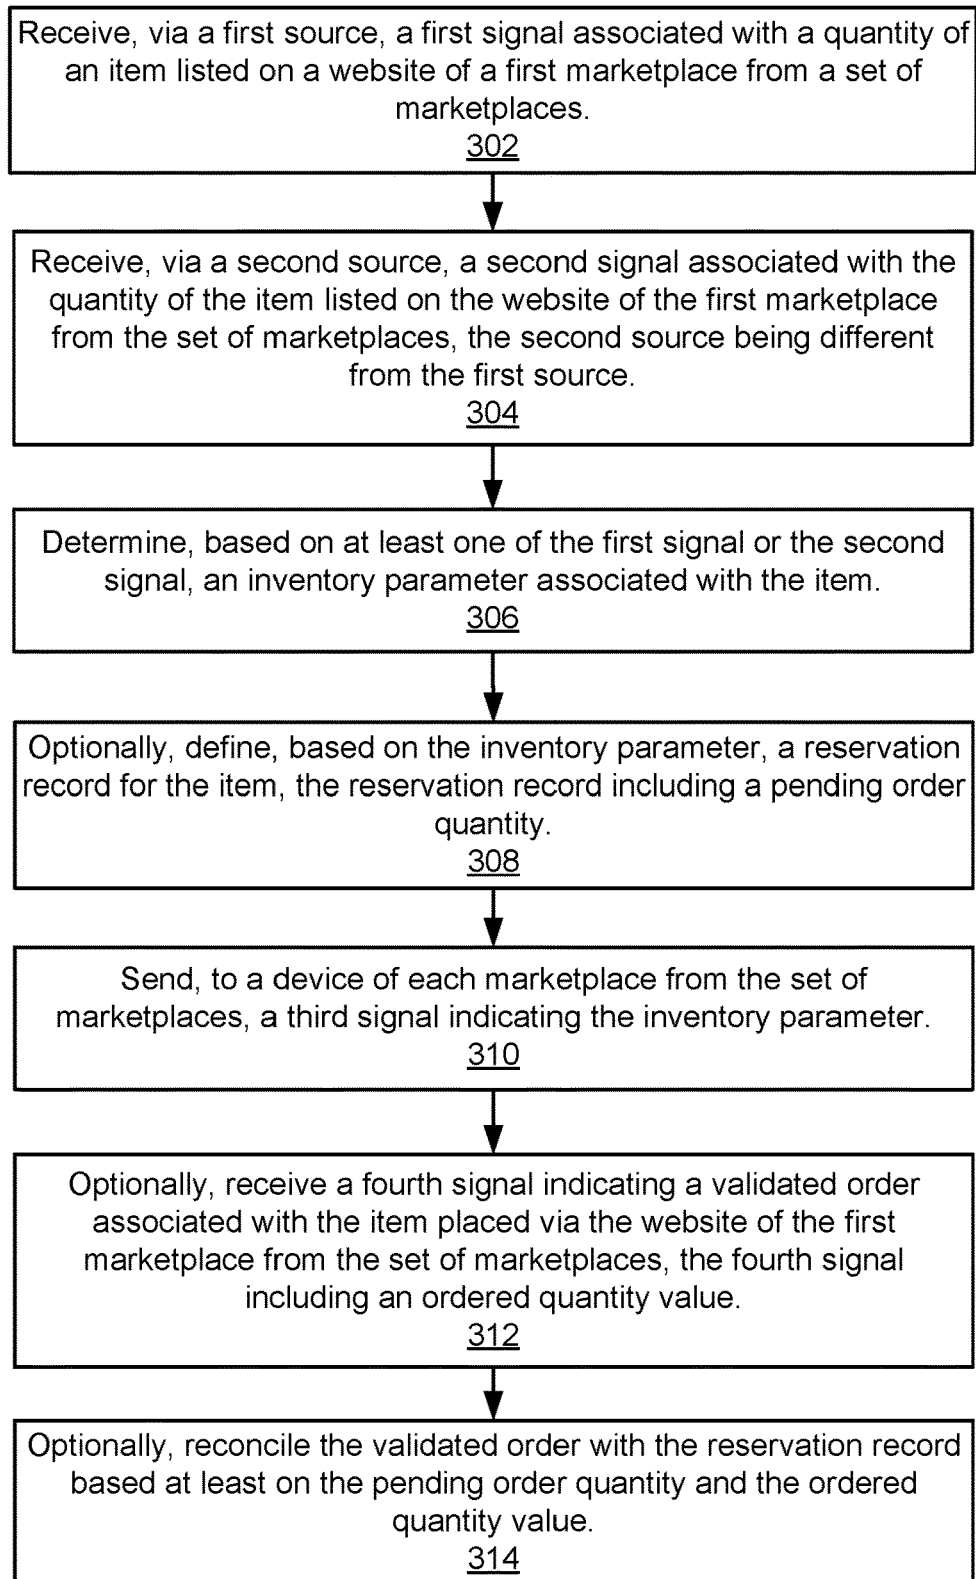 Receive, via a first source, a first signal associated with a quantity of
an item listed on a website of a first marketplace from a set of
marketplaces.
302
Receive, via a second source, a second signal associated with the
quantity of the item listed on the website of the first marketplace
from the set of marketplaces, the second source being different
from the first source.
304
Determine, based on at least one of the first signal or the second
signal, an inventory parameter associated with the item.
306
Optionally, define, based on the inventory parameter, a reservation
record for the item, the reservation record including a pending order
quantity.
308
Send, to a device of each marketplace from the set of
marketplaces, a third signal indicating the inventory parameter.
310
Optionally, receive a fourth signal indicating a validated order
associated with the item placed via the website of the first
marketplace from the set of marketplaces, the fourth signal
including an ordered quantity value.
312
Optionally, reconcile the validated order with the reservation record
based at least on the pending order quantity and the ordered
quantity value.
314